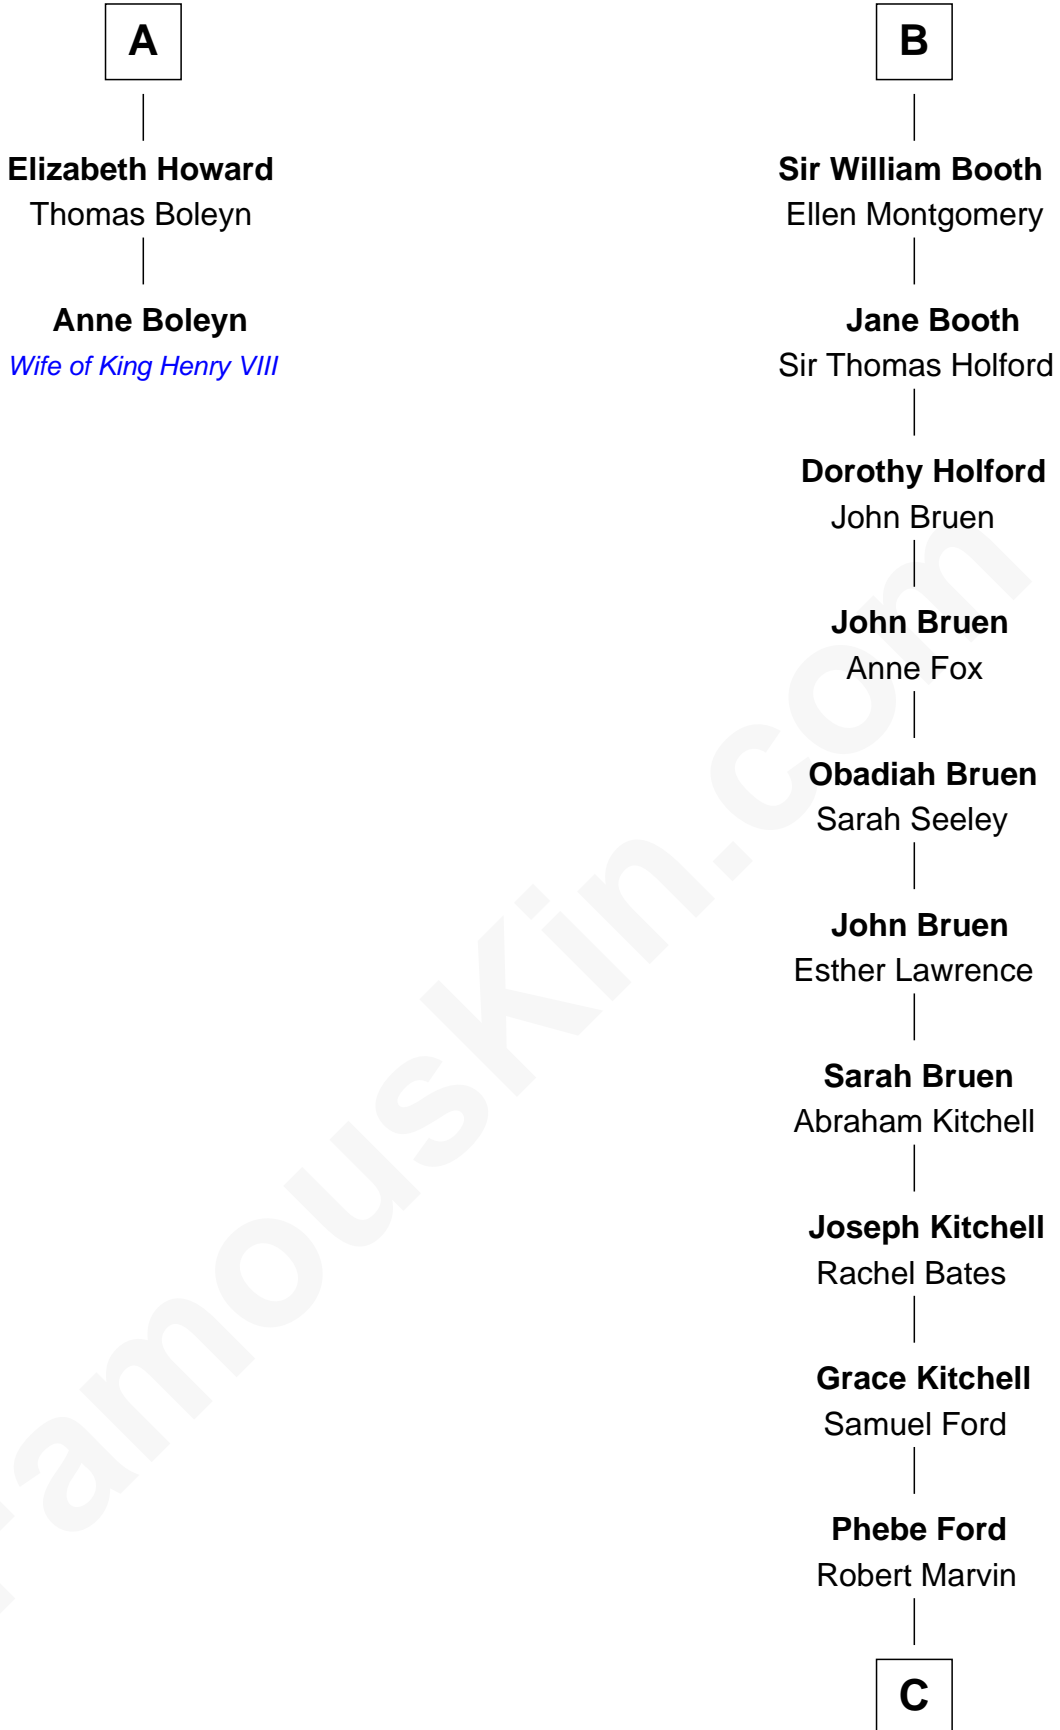 A
Elizabeth Howard
Thomas Boleyn
Anne Boleyn
Wife of King Henry VIII
B
Sir William Booth
Ellen Montgomery
Jane Booth
Sir Thomas Holford
Dorothy Holford
John Bruen
John Bruen
Anne Fox
Obadiah Bruen
Sarah Seeley
John Bruen
Esther Lawrence
Sarah Bruen
Abraham Kitchell
Joseph Kitchell
Rachel Bates
Grace Kitchell
Samuel Ford
Phebe Ford
Robert Marvin
C
FamousKin.com